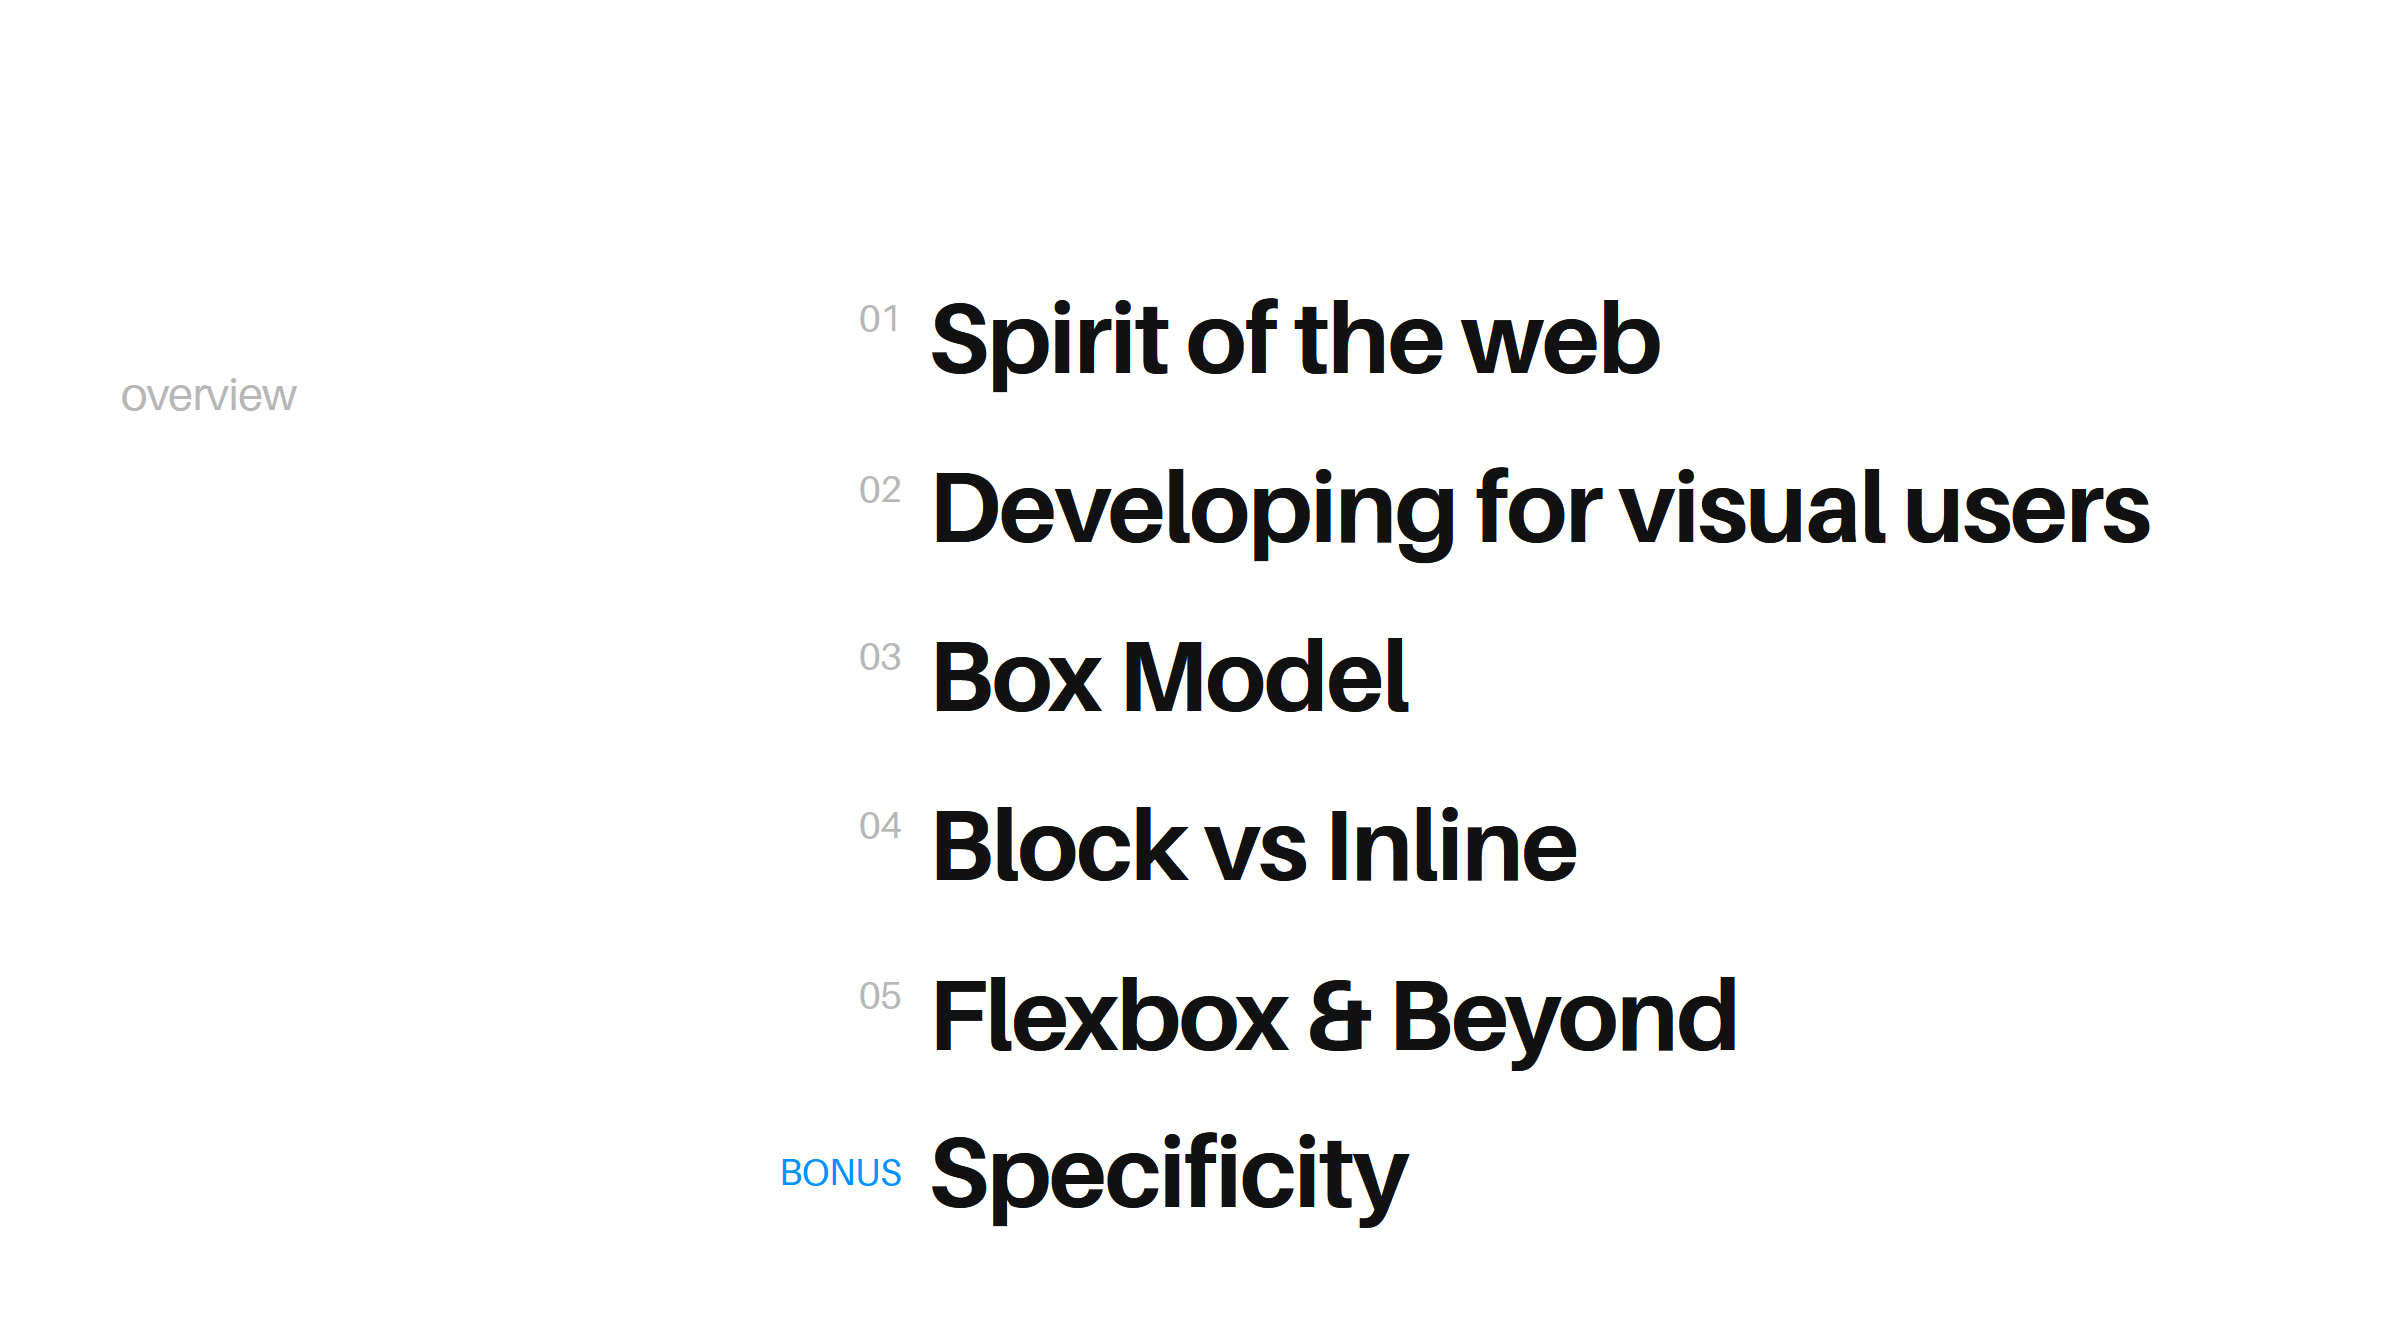 overview
01 Spirit of the web
02 Developing for visual users
03 Box Model
04 Block vs Inline
05 Flexbox & Beyond
BONUS Specificity